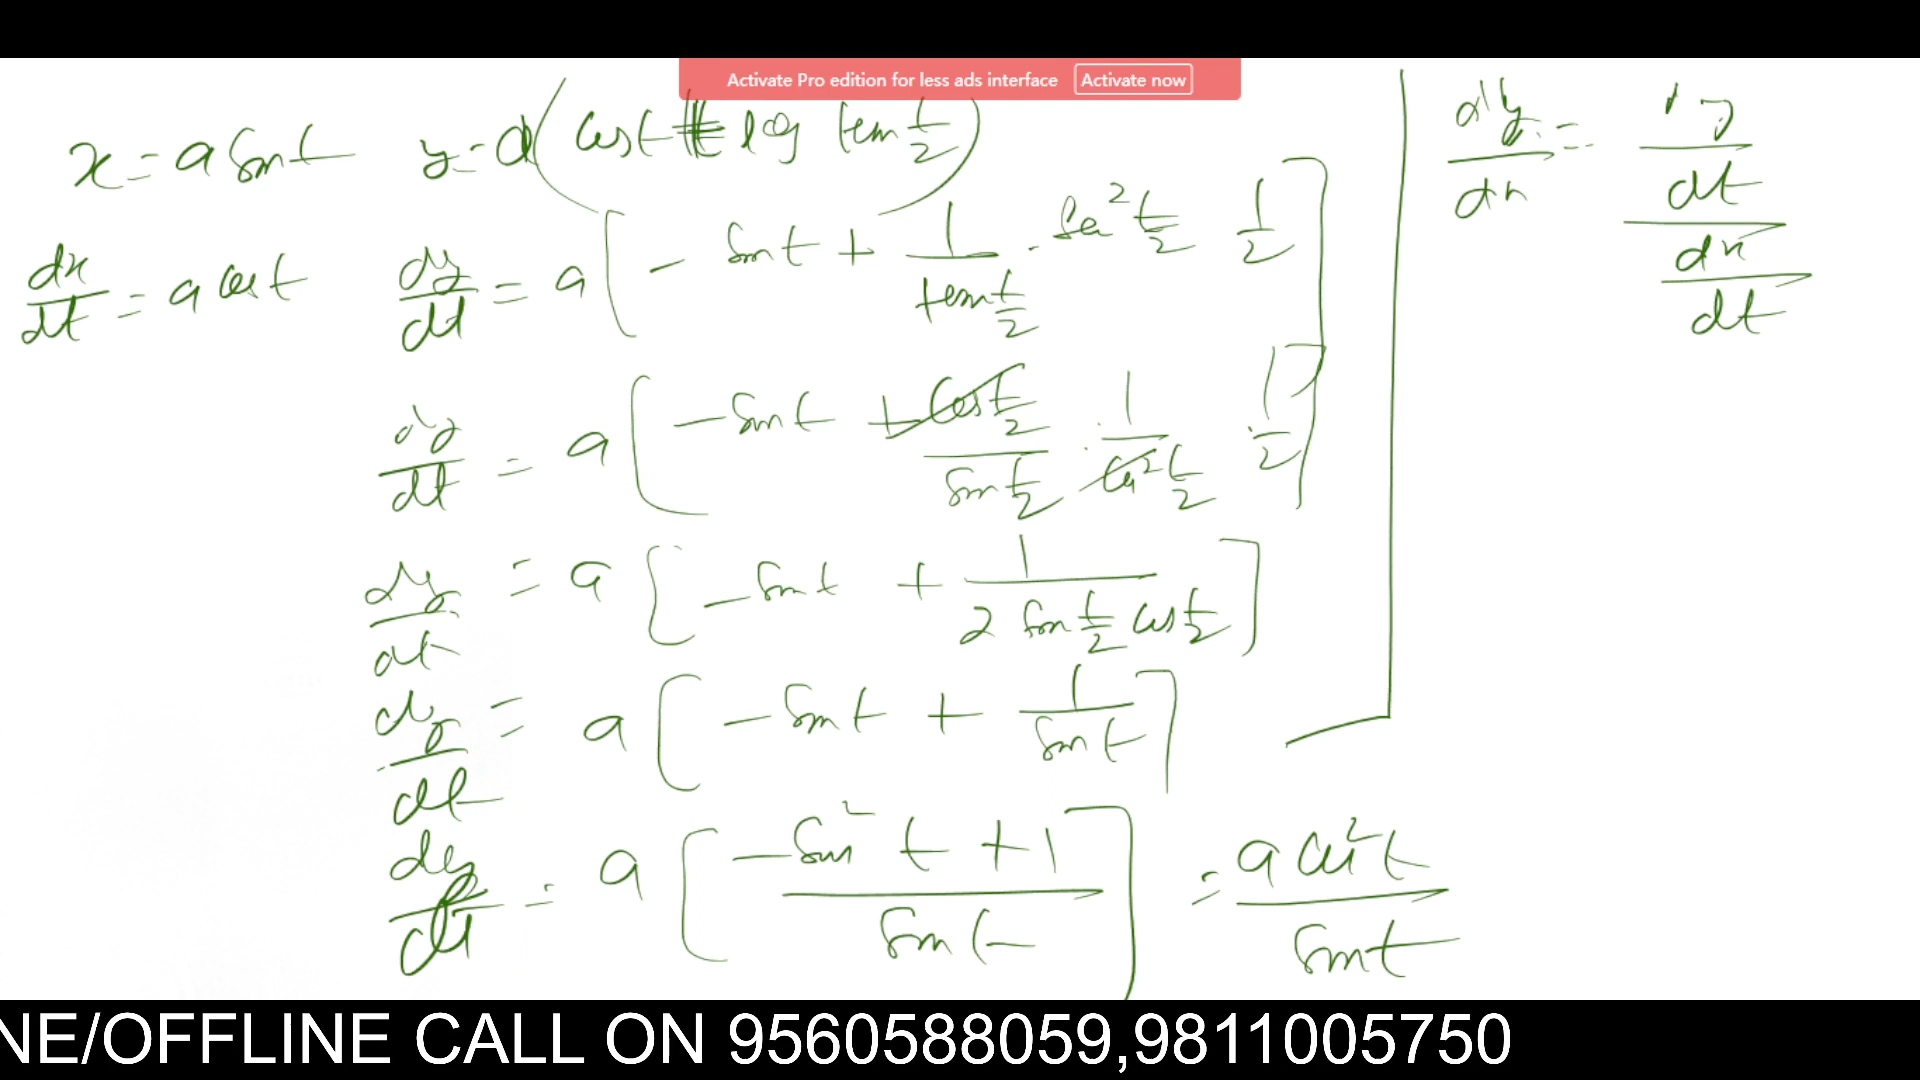 Activate Pro edition for less ads interface Activate now
x = a sin t y = a( cos t + log tan t/2 )
dx/dt = a cos t dy/dt = a [ - sin t + 1/tan t/2 . sec² t/2 1/2 ]
dy/dt = a [ - sin t + cos t/2 / sin t/2 . 1/cos² t/2 . 1/2 ]
dy/dt = a [ - sin t + 1 / 2 sin t/2 cos t/2 ]
dy/dt = a [ - sin t + 1/sin t ]
dy/dt = a [ - sin² t + 1 / sin t ] = a cos² t / sin t
dy/dx = dy/dt / dx/dt
NE/OFFLINE CALL ON 9560588059,9811005750